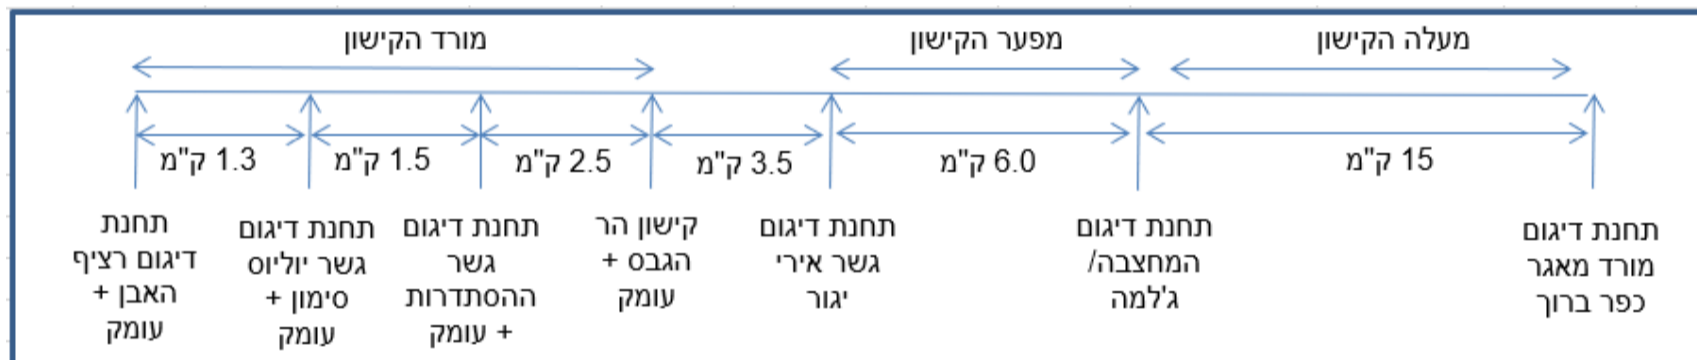 מעלה הקישון
מפער הקישון
מורד הקישון
15 ק"מ
6.0 ק"מ
3.5 ק"מ
2.5 ק"מ
1.5 ק"מ
1.3 ק"מ
תחנת דיגום
מורד מאגר
כפר ברוך
תחנת דיגום
המחצבה/
ג'למה
תחנת דיגום
גשר אירי
יגור
קישון הר
הגבס +
עומק
תחנת דיגום
גשר
ההסתדרות
+ עומק
תחנת דיגום
גשר יוליוס
סימון +
עומק
תחנת
דיגום רציף
האבן +
עומק